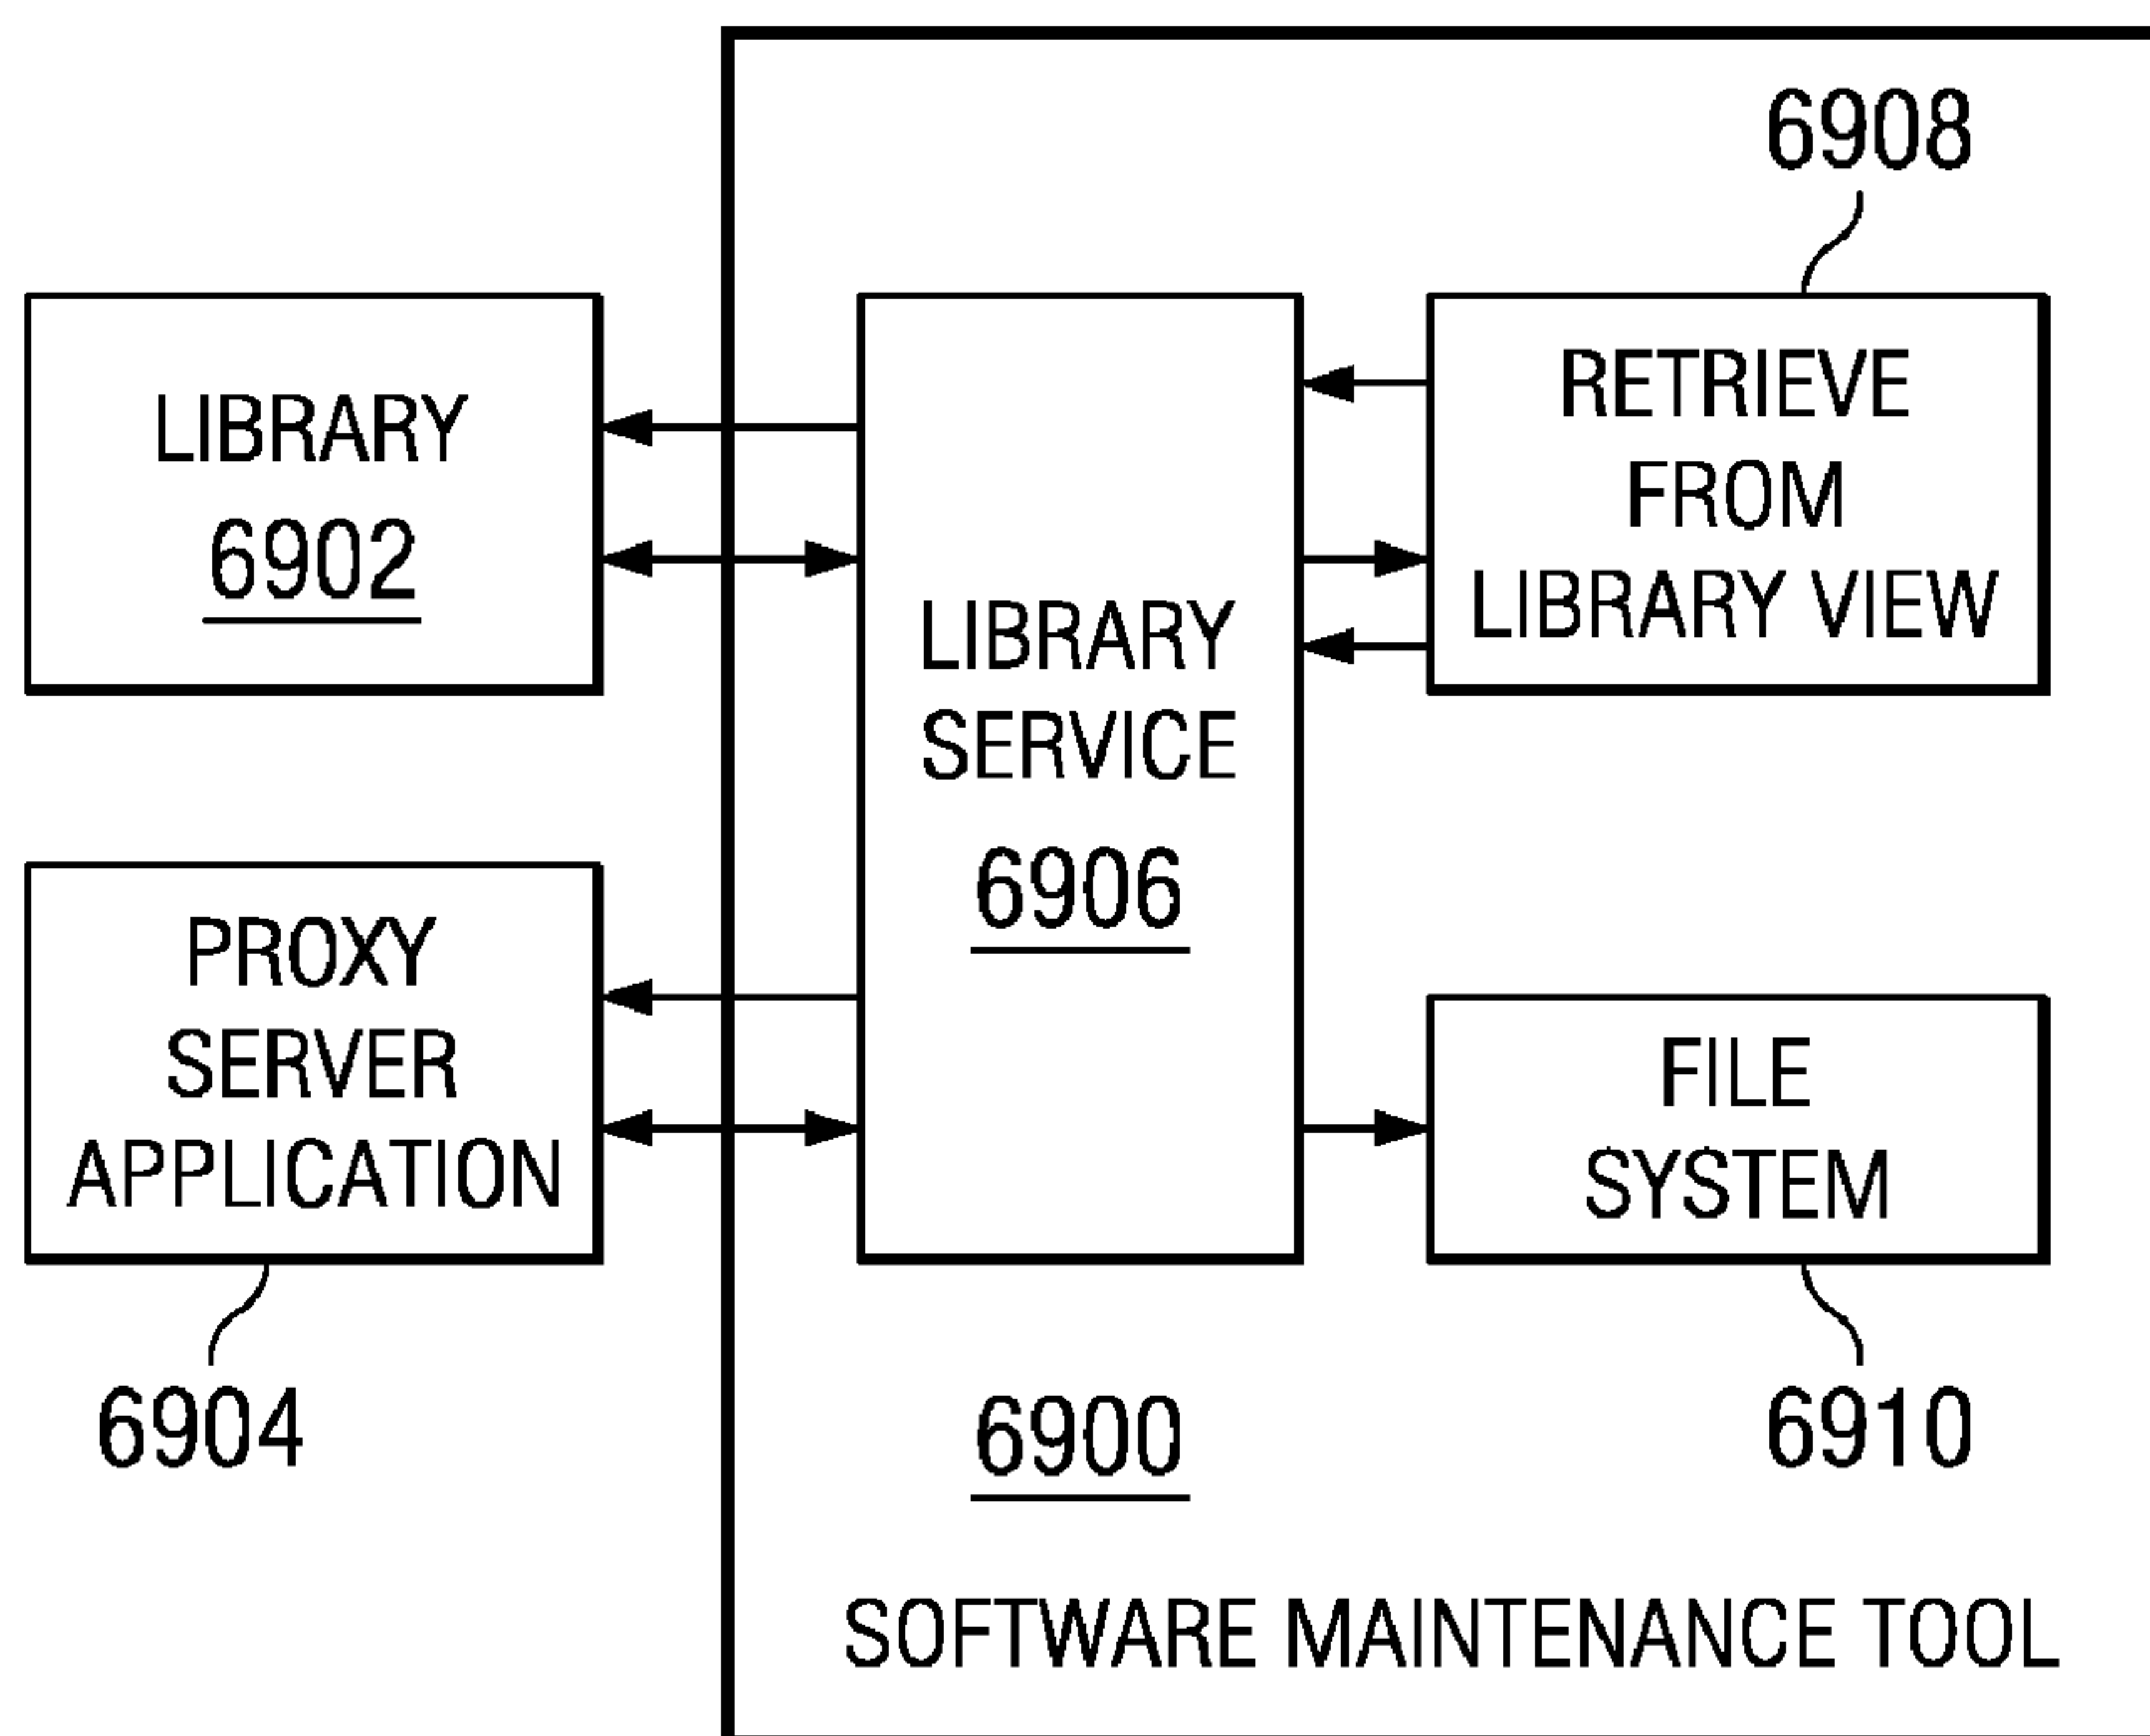 6908
LIBRARY
6902
LIBRARY
SERVICE
6906
RETRIEVE
FROM
LIBRARY VIEW
PROXY
SERVER
APPLICATION
6904
FILE
SYSTEM
6910
6900
SOFTWARE MAINTENANCE TOOL